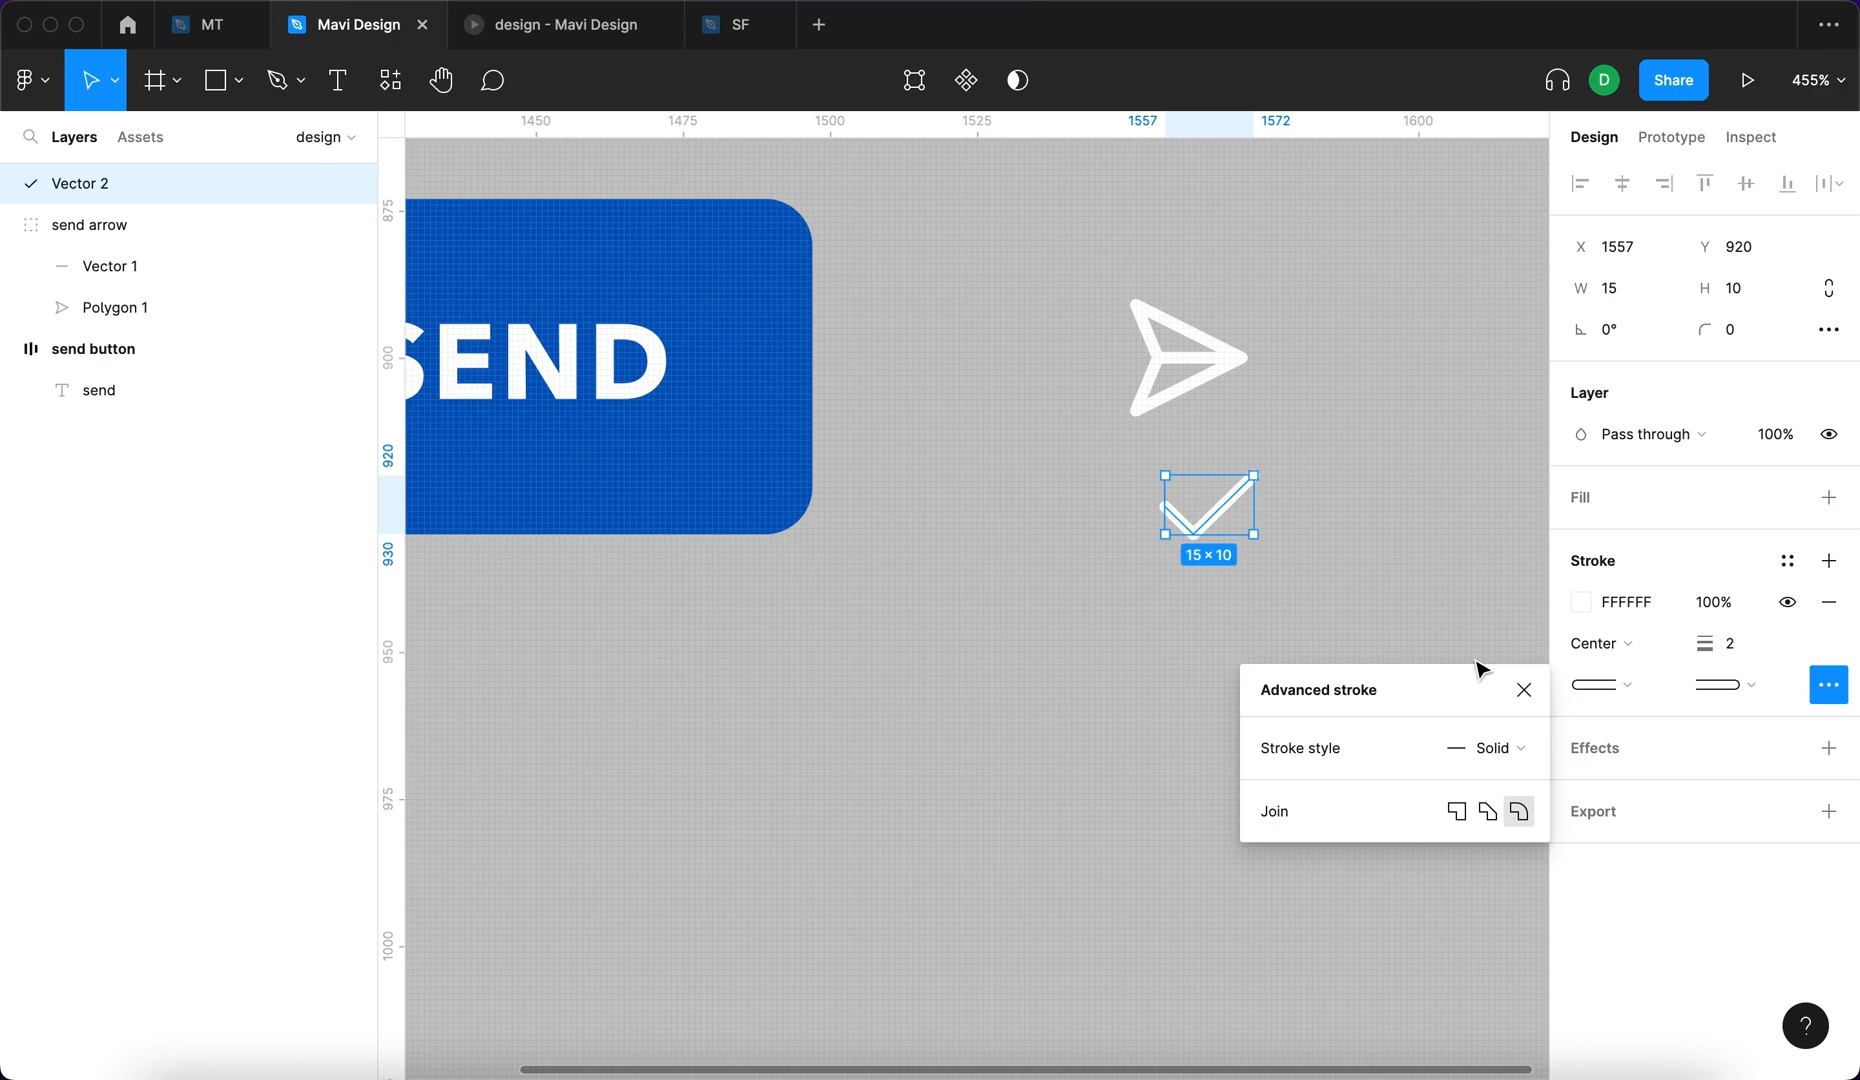 MT
Mavi Design
design - Mavi Design
SF
D
Share
455%
Layers
Assets
design
Vector 2
send arrow
Vector 1
Polygon 1
send button
send
1450
1475
1500
1525
1557
1572
1600
875
900
920
930
950
975
1000
SEND
15 × 10
Advanced stroke
Stroke style
Solid
Join
Design
Prototype
Inspect
X 1557
Y 920
W 15
H 10
0°
0
Layer
Pass through
100%
Fill
Stroke
FFFFFF
100%
Center
2
Effects
Export
?